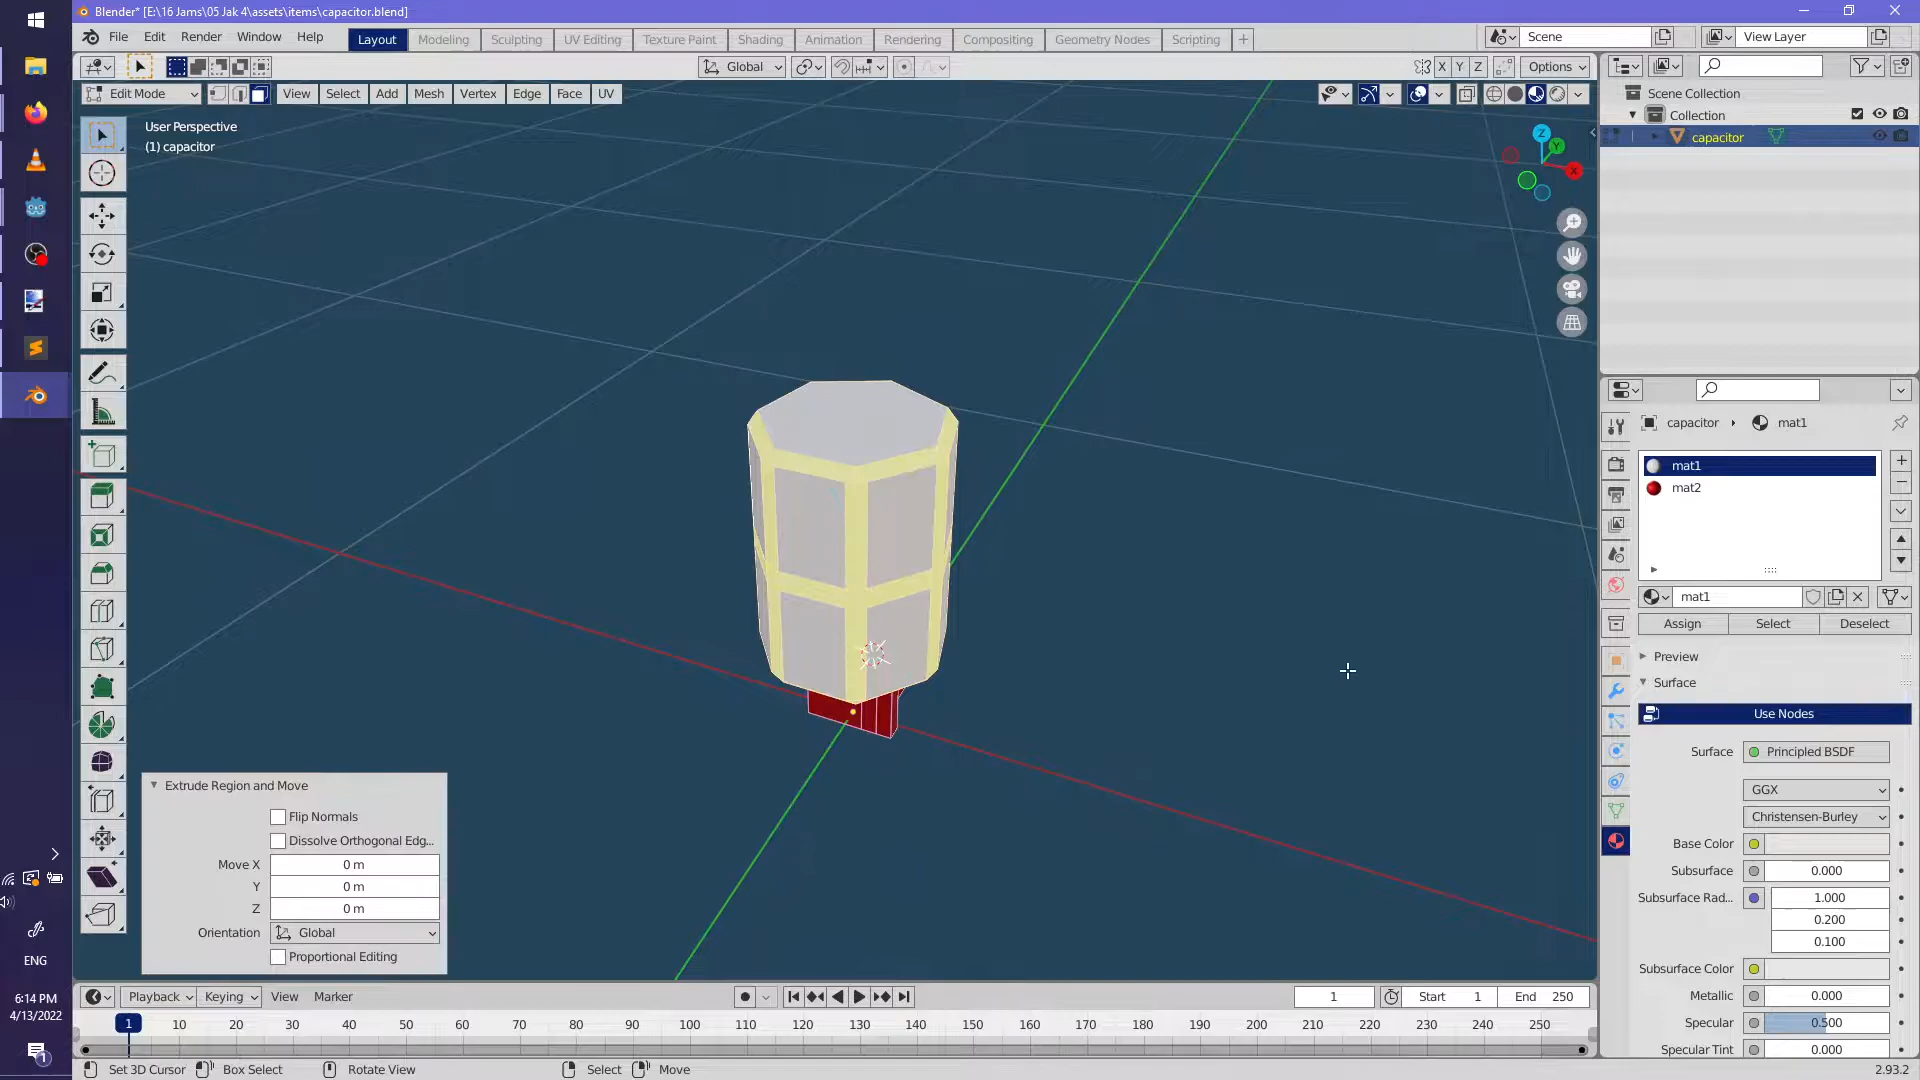 Blender* [E:\16 Jams\05 Jak 4\assets\items\capacitor.blend]
File Edit Render Window Help Layout Modeling Sculpting UV Editing Texture Paint Shading Animation Rendering Compositing Geometry Nodes Scripting Scene View Layer
Global X Y Z Options
Edit Mode View Select Add Mesh Vertex Edge Face UV
Scene Collection
Collection
capacitor
User Perspective
(1) capacitor
Z
Y
X
capacitor mat1
mat1
mat2
mat1
Assign Select Deselect
Preview
Surface
Use Nodes
Surface Principled BSDF
GGX
Christensen-Burley
Base Color
Subsurface 0.000
Subsurface Rad... 1.000
0.200
0.100
Subsurface Color
Metallic 0.000
Specular 0.500
Specular Tint 0.000
Extrude Region and Move
Flip Normals
Dissolve Orthogonal Edg...
Move X 0 m
Y 0 m
Z 0 m
Orientation Global
Proportional Editing
Playback Keying View Marker 1 Start 1 End 250
1 10 20 30 40 50 60 70 80 90 100 110 120 130 140 150 160 170 180 190 200 210 220 230 240 250
Set 3D Cursor Box Select Rotate View Select Move 2.93.2
ENG
6:14 PM
4/13/2022
1